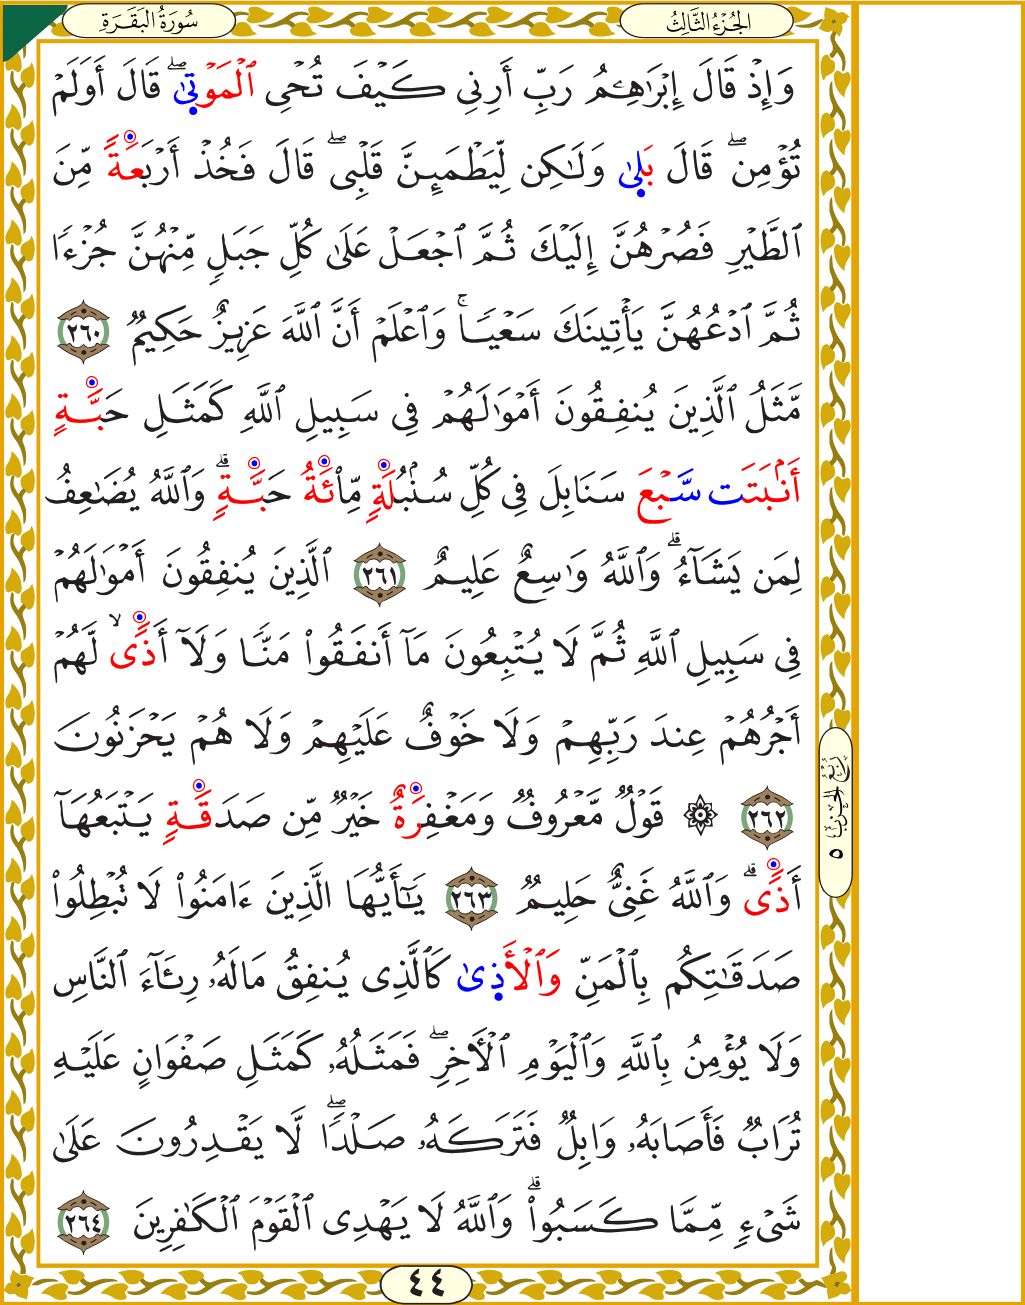 سُورَةُ الْبَقَرَةِ
الْجُزْءُ الثَّالِثُ
وَإِذْ قَالَ إِبْرَٰهِـۧمُ رَبِّ أَرِنِي كَيْفَ تُحْيِ ٱلْمَوْتٜىٰۖ قَالَ أَوَلَمْ
تُؤْمِنۖ قَالَ بَلٜىٰ وَلَٰكِن لِّيَطْمَئِنَّ قَلْبِيۖ قَالَ فَخُذْ أَرْبَعَةً مِّنَ
ٱلطَّيْرِ فَصُرْهُنَّ إِلَيْكَ ثُمَّ ٱجْعَلْ عَلَىٰ كُلِّ جَبَلٍ مِّنْهُنَّ جُزْءًا
ثُمَّ ٱدْعُهُنَّ يَأْتِينَكَ سَعْيًاۚ وَٱعْلَمْ أَنَّ ٱللَّهَ عَزِيزٌ حَكِيمٌ ٢٦٠
مَّثَلُ ٱلَّذِينَ يُنفِقُونَ أَمْوَٰلَهُمْ فِي سَبِيلِ ٱللَّهِ كَمَثَلِ حَبَّةٍ
أَنۢبَتَت سَّبْعَ سَنَابِلَ فِي كُلِّ سُنۢبُلَةٍ مِّاْئَةُ حَبَّةٍۗ وَٱللَّهُ يُضَٰعِفُ
لِمَن يَشَآءُۗ وَٱللَّهُ وَٰسِعٌ عَلِيمٌ ٢٦١ ٱلَّذِينَ يُنفِقُونَ أَمْوَٰلَهُمْ
فِي سَبِيلِ ٱللَّهِ ثُمَّ لَا يُتْبِعُونَ مَآ أَنفَقُواْ مَنًّا وَلَآ أَذًىۙ لَّهُمْ
أَجْرُهُمْ عِندَ رَبِّهِمْ وَلَا خَوْفٌ عَلَيْهِمْ وَلَا هُمْ يَحْزَنُونَ
٢٦٢ ۞ قَوْلٌ مَّعْرُوفٌ وَمَغْفِرَةٌ خَيْرٌ مِّن صَدَقَةٍ يَتْبَعُهَآ
أَذًىۗ وَٱللَّهُ غَنِيٌّ حَلِيمٌ ٢٦٣ يَٰٓأَيُّهَا ٱلَّذِينَ ءَامَنُواْ لَا تُبْطِلُواْ
صَدَقَٰتِكُم بِٱلْمَنِّ وَٱلْأَذٜىٰ كَٱلَّذِي يُنفِقُ مَالَهُۥ رِئَآءَ ٱلنَّاسِ
وَلَا يُؤْمِنُ بِٱللَّهِ وَٱلْيَوْمِ ٱلْأَخِرِۖ فَمَثَلُهُۥ كَمَثَلِ صَفْوَانٍ عَلَيْهِ
تُرَابٌ فَأَصَابَهُۥ وَابِلٌ فَتَرَكَهُۥ صَلْدًاۖ لَّا يَقْدِرُونَ عَلَىٰ
شَيْءٍ مِّمَّا كَسَبُواْۗ وَٱللَّهُ لَا يَهْدِي ٱلْقَوْمَ ٱلْكَٰفِرِينَ ٢٦٤
رُبُعُ الْحِزْبِ ٥
٤٤